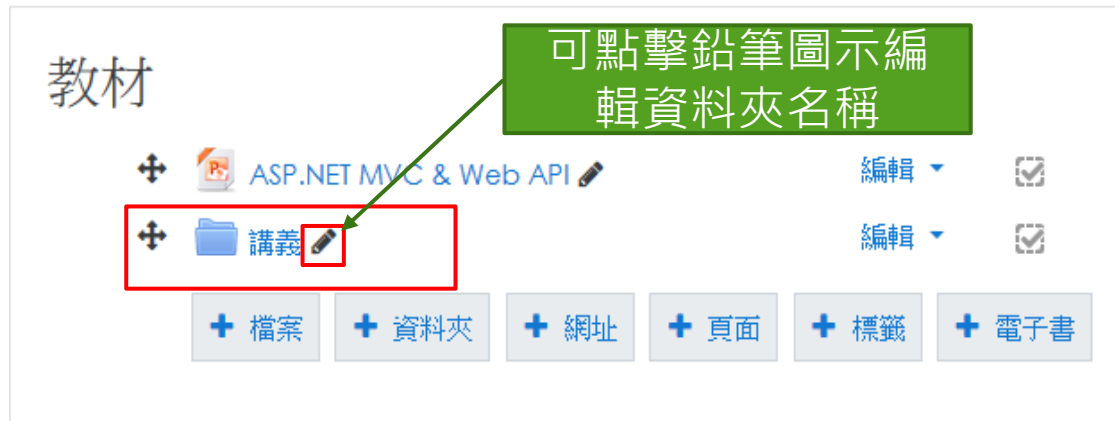 可點擊鉛筆圖示編
輯資料夾名稱
教材
ASP.NET MVC & Web API 編輯
講義 編輯
+ 檔案 + 資料夾 + 網址 + 頁面 + 標籤 + 電子書